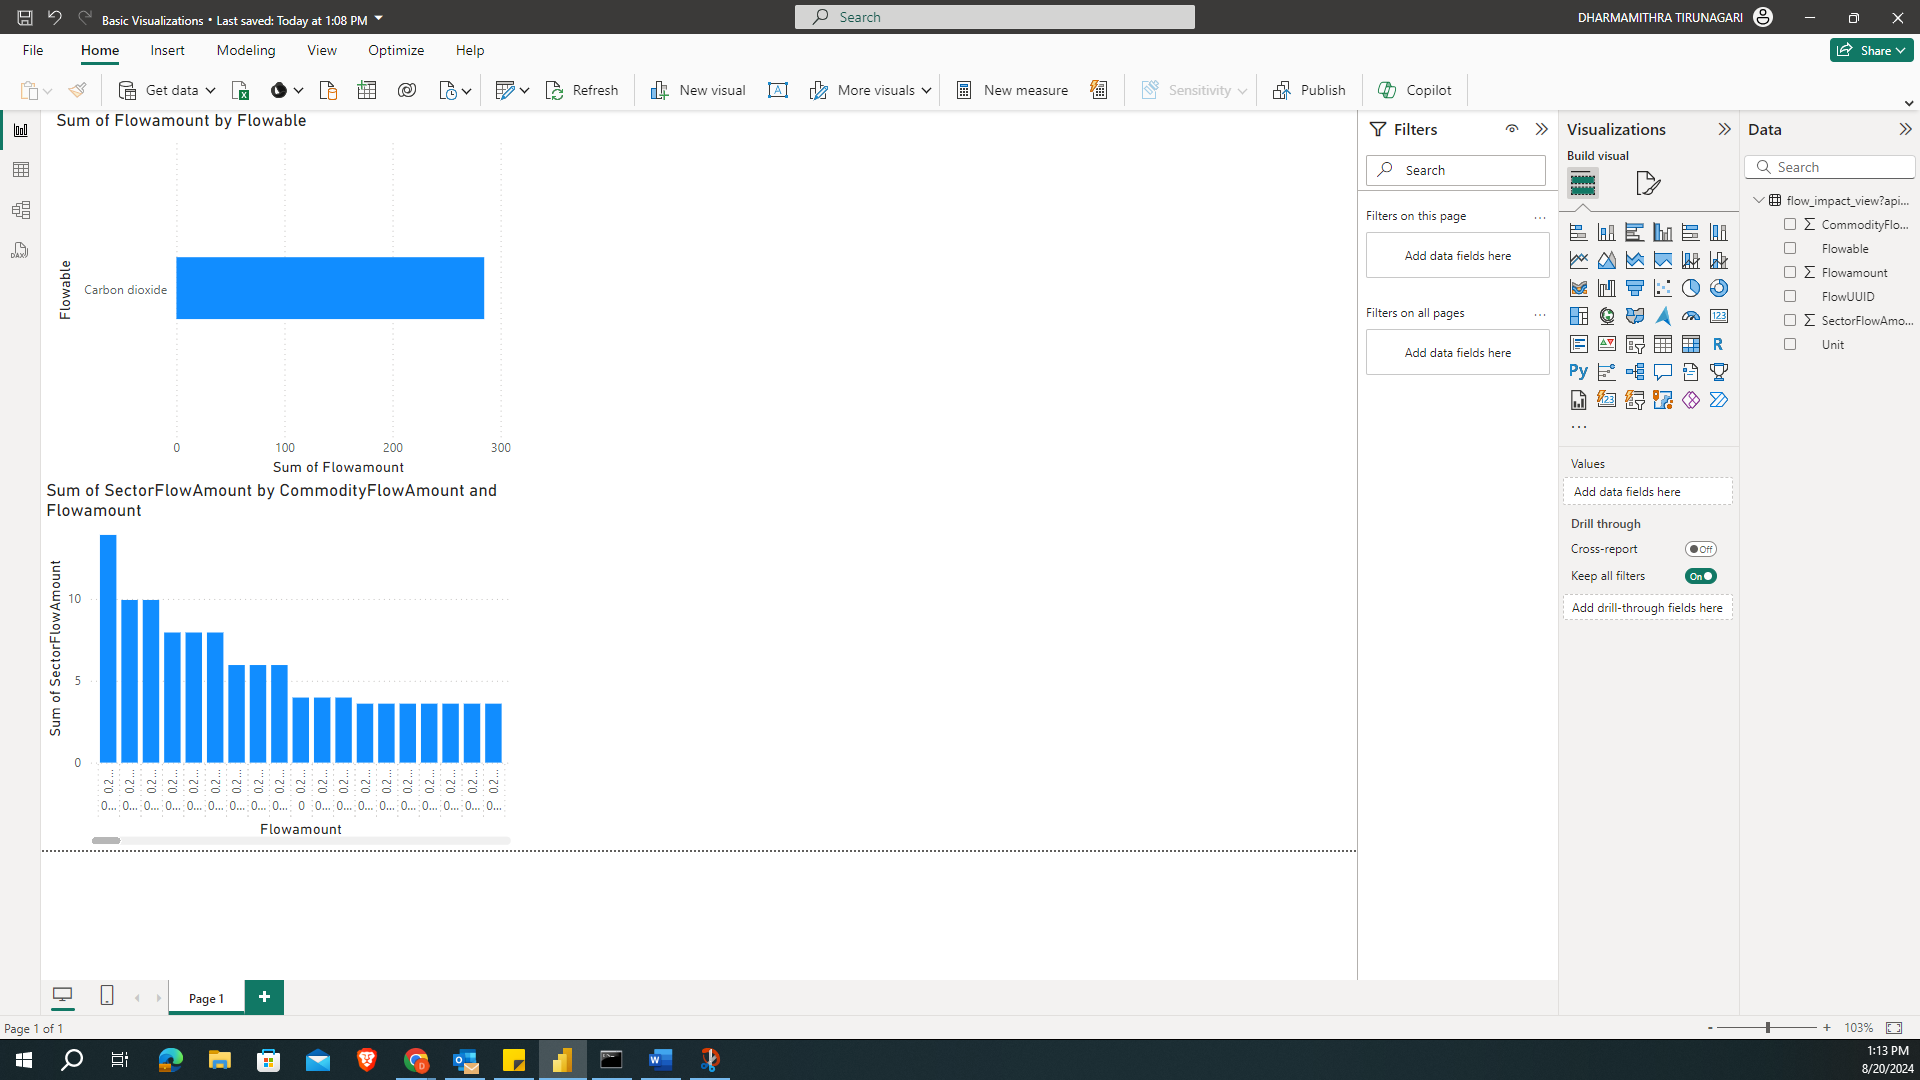 Basic Visualizations • Last saved: Today at 1:08 PM
Search
DHARMAMITHRA TIRUNAGARI
File Home Insert Modeling View Optimize Help
Share
Get data
Refresh
New visual
More visuals
New measure
Sensitivity
Publish
Copilot
Sum of Flowamount by Flowable
Flowable
Carbon dioxide
0 100 200 300
Sum of Flowamount
Sum of SectorFlowAmount by CommodityFlowAmount and
Flowamount
Sum of SectorFlowAmount
10
5
0
0.2... 0.2... 0.2... 0.2... 0.2... 0.2... 0.2... 0.2... 0.2... 0.2... 0.2... 0.2... 0.2... 0.2... 0.2... 0.2... 0.2... 0.2... 0.2...
0... 0... 0... 0... 0... 0... 0... 0... 0... 0 0... 0... 0... 0... 0... 0... 0... 0... 0...
Flowamount
Filters
Search
Filters on this page ...
Add data fields here
Filters on all pages ...
Add data fields here
Visualizations
Build visual
123
R
Py
123
...
Values
Add data fields here
Drill through
Cross-report Off
Keep all filters On
Add drill-through fields here
Data
Search
flow_impact_view?api...
CommodityFlo...
Flowable
Flowamount
FlowUUID
SectorFlowAmo...
Unit
DAX
Page 1
+
Page 1 of 1
- + 103%
1:13 PM
8/20/2024